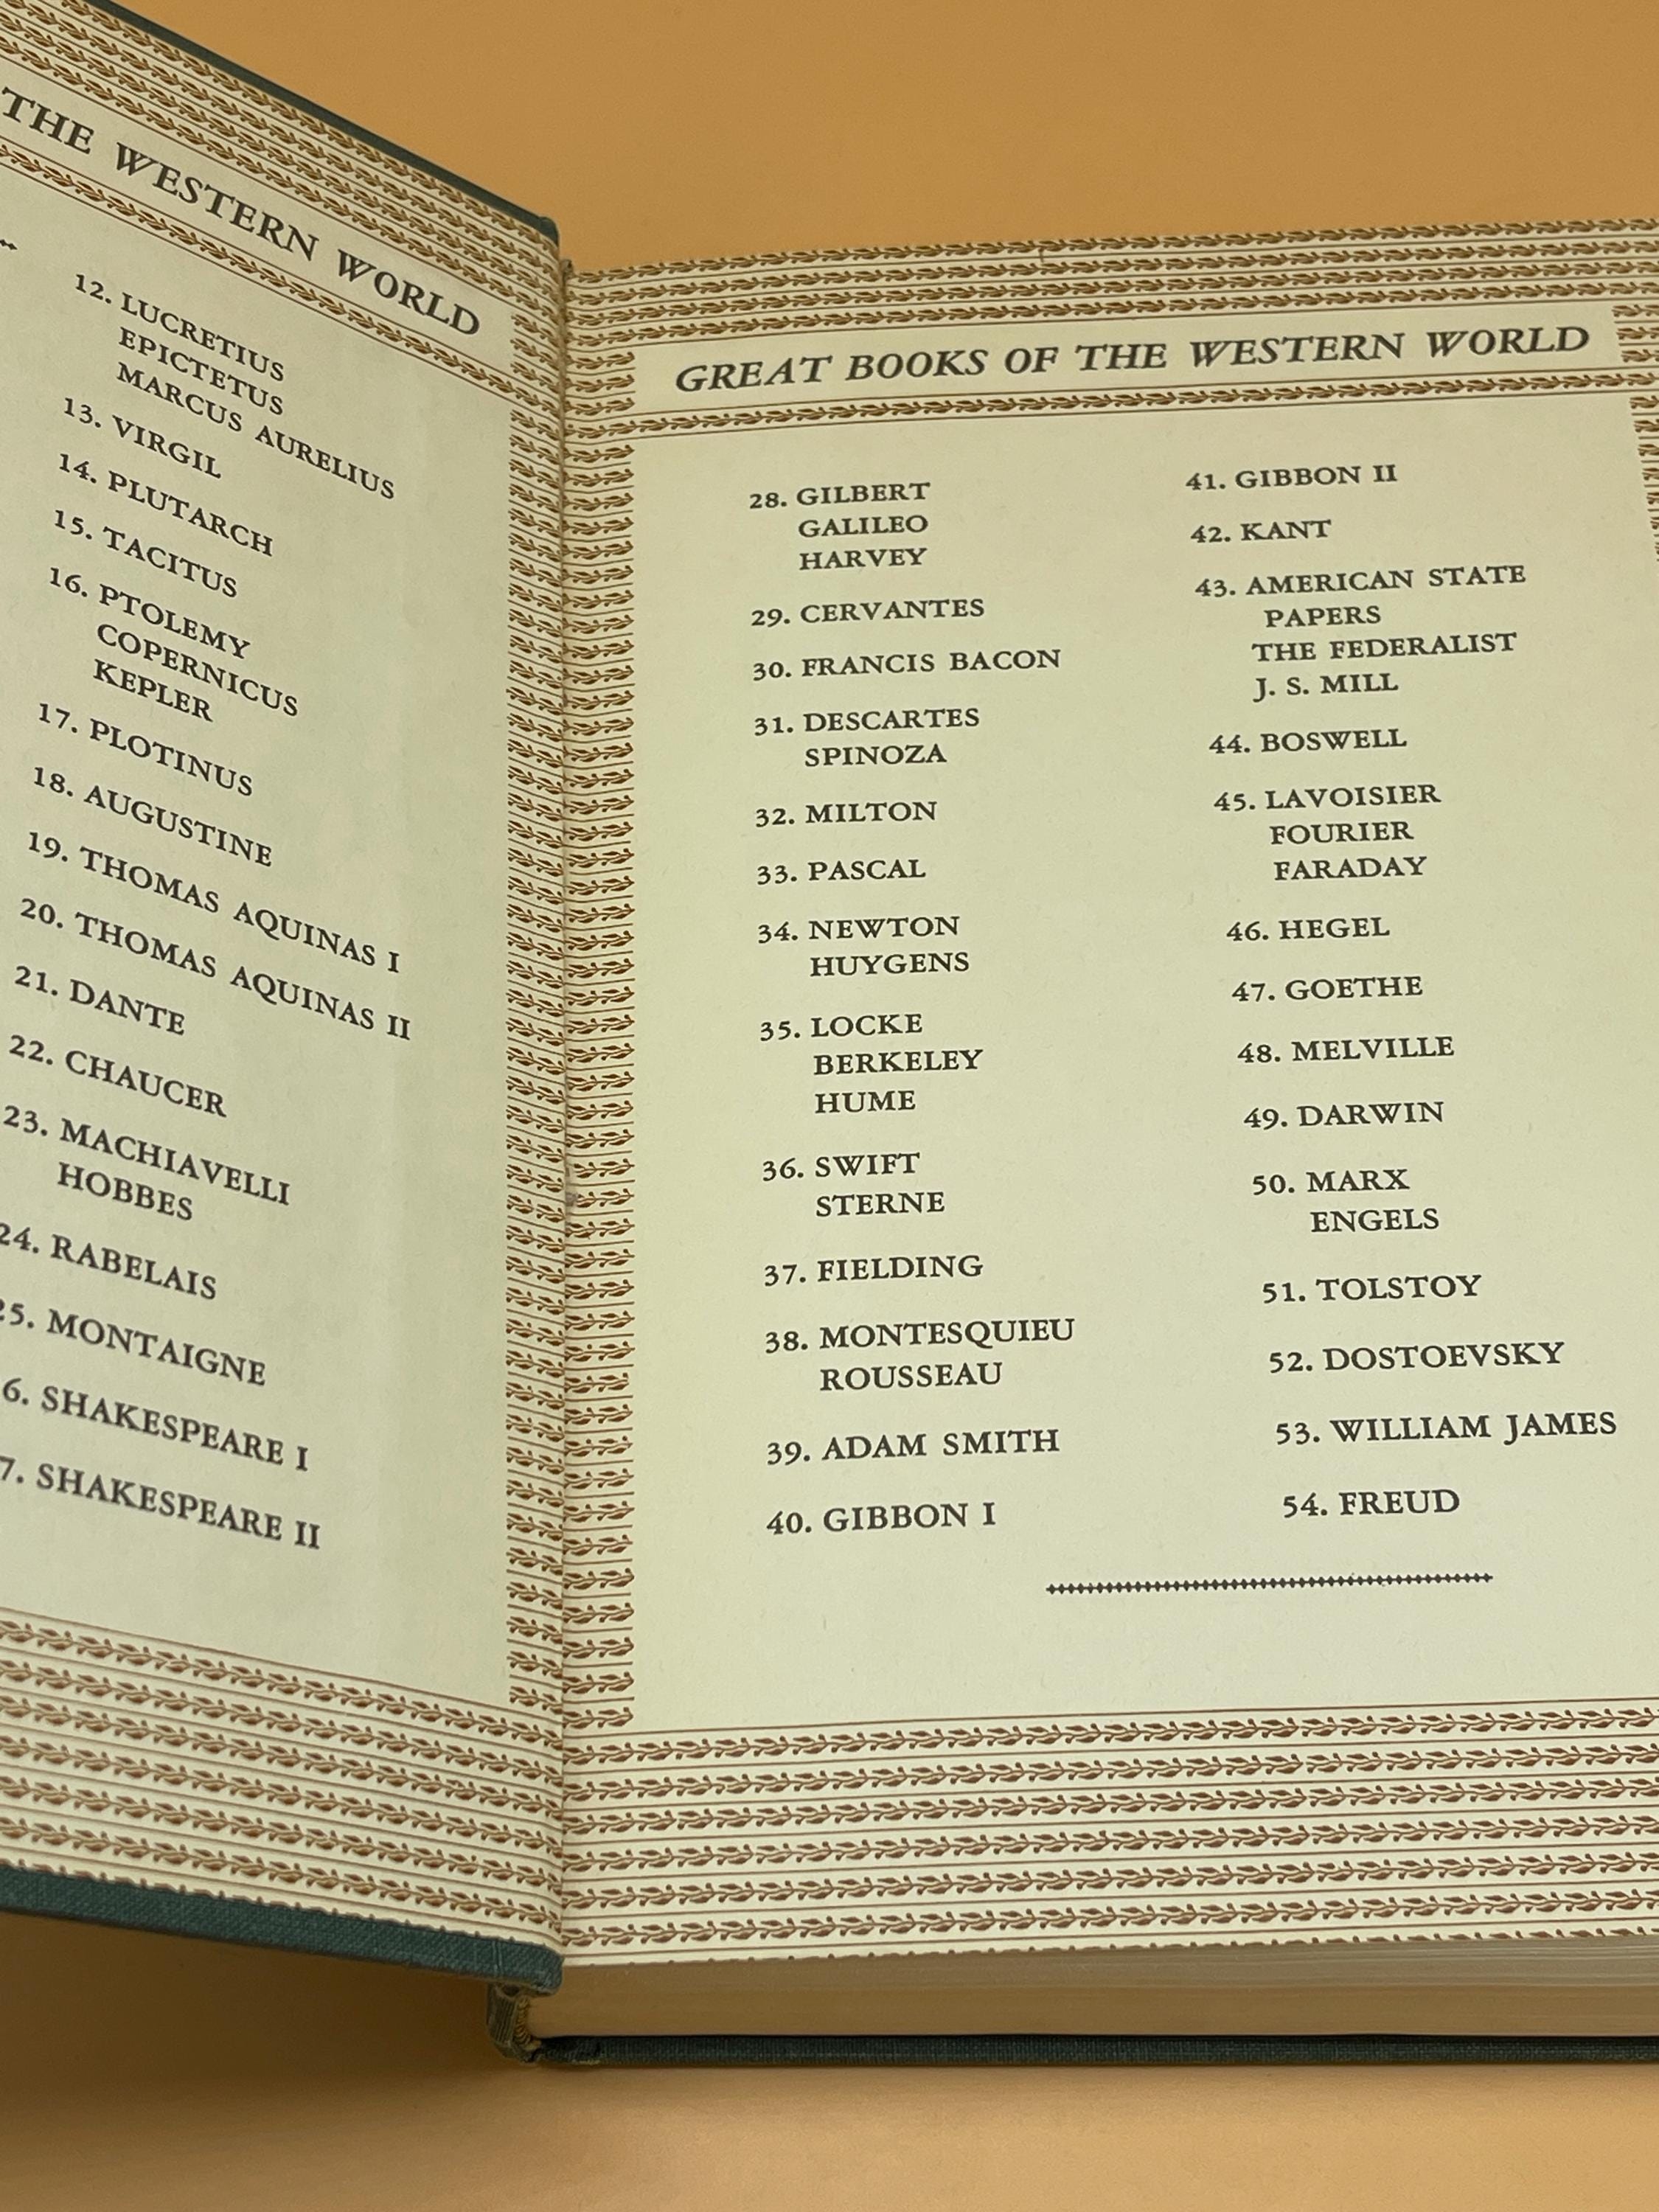 THE WESTERN WORLD
12. LUCRETIUS
EPICTETUS
MARCUS AURELIUS
13. VIRGIL
14. PLUTARCH
15. TACITUS
16. PTOLEMY
COPERNICUS
KEPLER
17. PLOTINUS
18. AUGUSTINE
19. THOMAS AQUINAS I
20. THOMAS AQUINAS II
21. DANTE
22. CHAUCER
23. MACHIAVELLI
HOBBES
24. RABELAIS
25. MONTAIGNE
6. SHAKESPEARE I
7. SHAKESPEARE II
GREAT BOOKS OF THE WESTERN WORLD
28. GILBERT
GALILEO
HARVEY
29. CERVANTES
30. FRANCIS BACON
31. DESCARTES
SPINOZA
32. MILTON
33. PASCAL
34. NEWTON
HUYGENS
35. LOCKE
BERKELEY
HUME
36. SWIFT
STERNE
37. FIELDING
38. MONTESQUIEU
ROUSSEAU
39. ADAM SMITH
40. GIBBON I
41. GIBBON II
42. KANT
43. AMERICAN STATE
PAPERS
THE FEDERALIST
J. S. MILL
44. BOSWELL
45. LAVOISIER
FOURIER
FARADAY
46. HEGEL
47. GOETHE
48. MELVILLE
49. DARWIN
50. MARX
ENGELS
51. TOLSTOY
52. DOSTOEVSKY
53. WILLIAM JAMES
54. FREUD